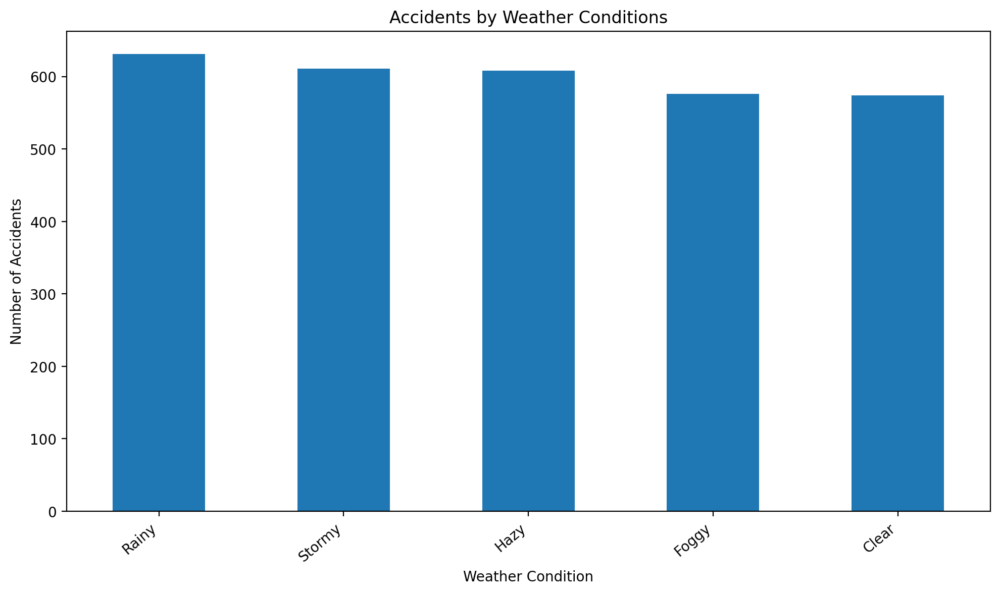 Accidents by Weather Conditions
Number of Accidents
600
500
400
300
200
100
0
Rainy
Stormy
Hazy
Foggy
Clear
Weather Condition